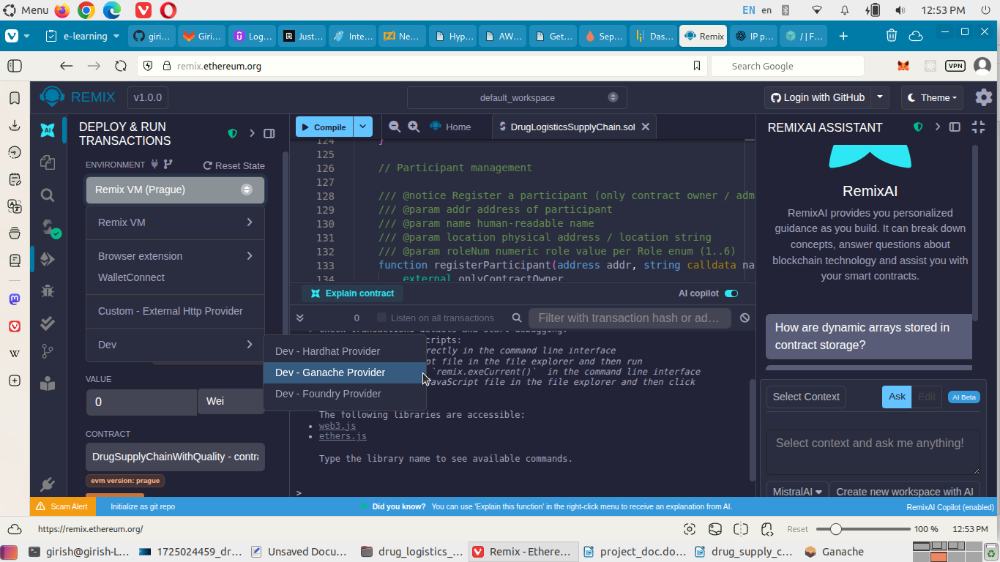 Menu
EN en 12:53 PM
e-learning giri... Giri... Log... Just... Inte... Ne... Hyp... AW... Get... Sep... Das... Remix IP p... / | F...
remix.ethereum.org
Search Google
VPN
REMIX v1.0.0
default_workspace
Login with GitHub
Theme
DEPLOY & RUN
TRANSACTIONS
ENVIRONMENT
Reset State
Remix VM (Prague)
Remix VM
Browser extension
WalletConnect
Custom - External Http Provider
Dev
Dev - Hardhat Provider
Dev - Ganache Provider
Dev - Foundry Provider
VALUE
0
Wei
CONTRACT
DrugSupplyChainWithQuality - contra
evm version: prague
Compile
Home
DrugLogisticsSupplyChain.sol
124 }
125
126 // Participant management
127
128 /// @notice Register a participant (only contract owner / adm
129 /// @param addr address of participant
130 /// @param name human-readable name
131 /// @param location physical address / location string
132 /// @param roleNum numeric role value per Role enum (1..6)
133 function registerParticipant(address addr, string calldata na
134 external onlyContractOwner
Explain contract
AI copilot
0
Listen on all transactions
Filter with transaction hash or ad...
Check transactions details and start debugging.
cripts:
rectly in the command line interface
pt file in the file explorer and then run
`remix.exeCurrent()` in the command line interface
avaScript file in the file explorer and then click
The following libraries are accessible:
web3.js
ethers.js
Type the library name to see available commands.
>
REMIXAI ASSISTANT
RemixAI
RemixAI provides you personalized
guidance as you build. It can break down
concepts, answer questions about
blockchain technology and assist you with
your smart contracts.
How are dynamic arrays stored in
contract storage?
Select Context
Ask
Edit
AI Beta
Select context and ask me anything!
MistralAI
Create new workspace with AI
Scam Alert
Initialize as git repo
Did you know? You can use 'Explain this function' in the right-click menu to receive an explanation from AI.
RemixAI Copilot (enabled)
https://remix.ethereum.org/
Reset
100 %
12:53 PM
girish@girish-L...
1725024459_dr...
Unsaved Docu...
drug_logistics_...
Remix - Ethere...
project_doc.do...
drug_supply_c...
Ganache